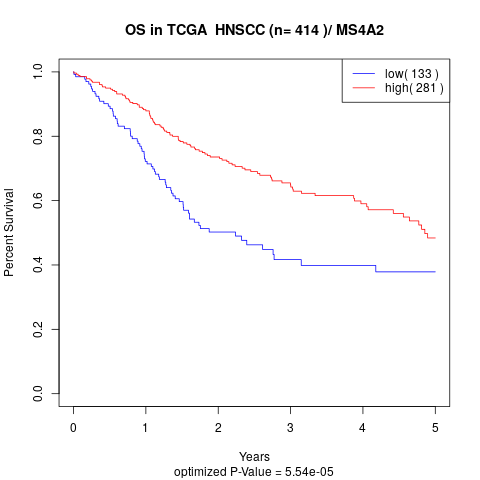 OS in TCGA  HNSCC (n= 414 )/ MS4A2
low( 133 )
high( 281 )
Percent Survival
1.0
0.8
0.6
0.4
0.2
0.0
0 1 2 3 4 5
Years
optimized P-Value = 5.54e-05